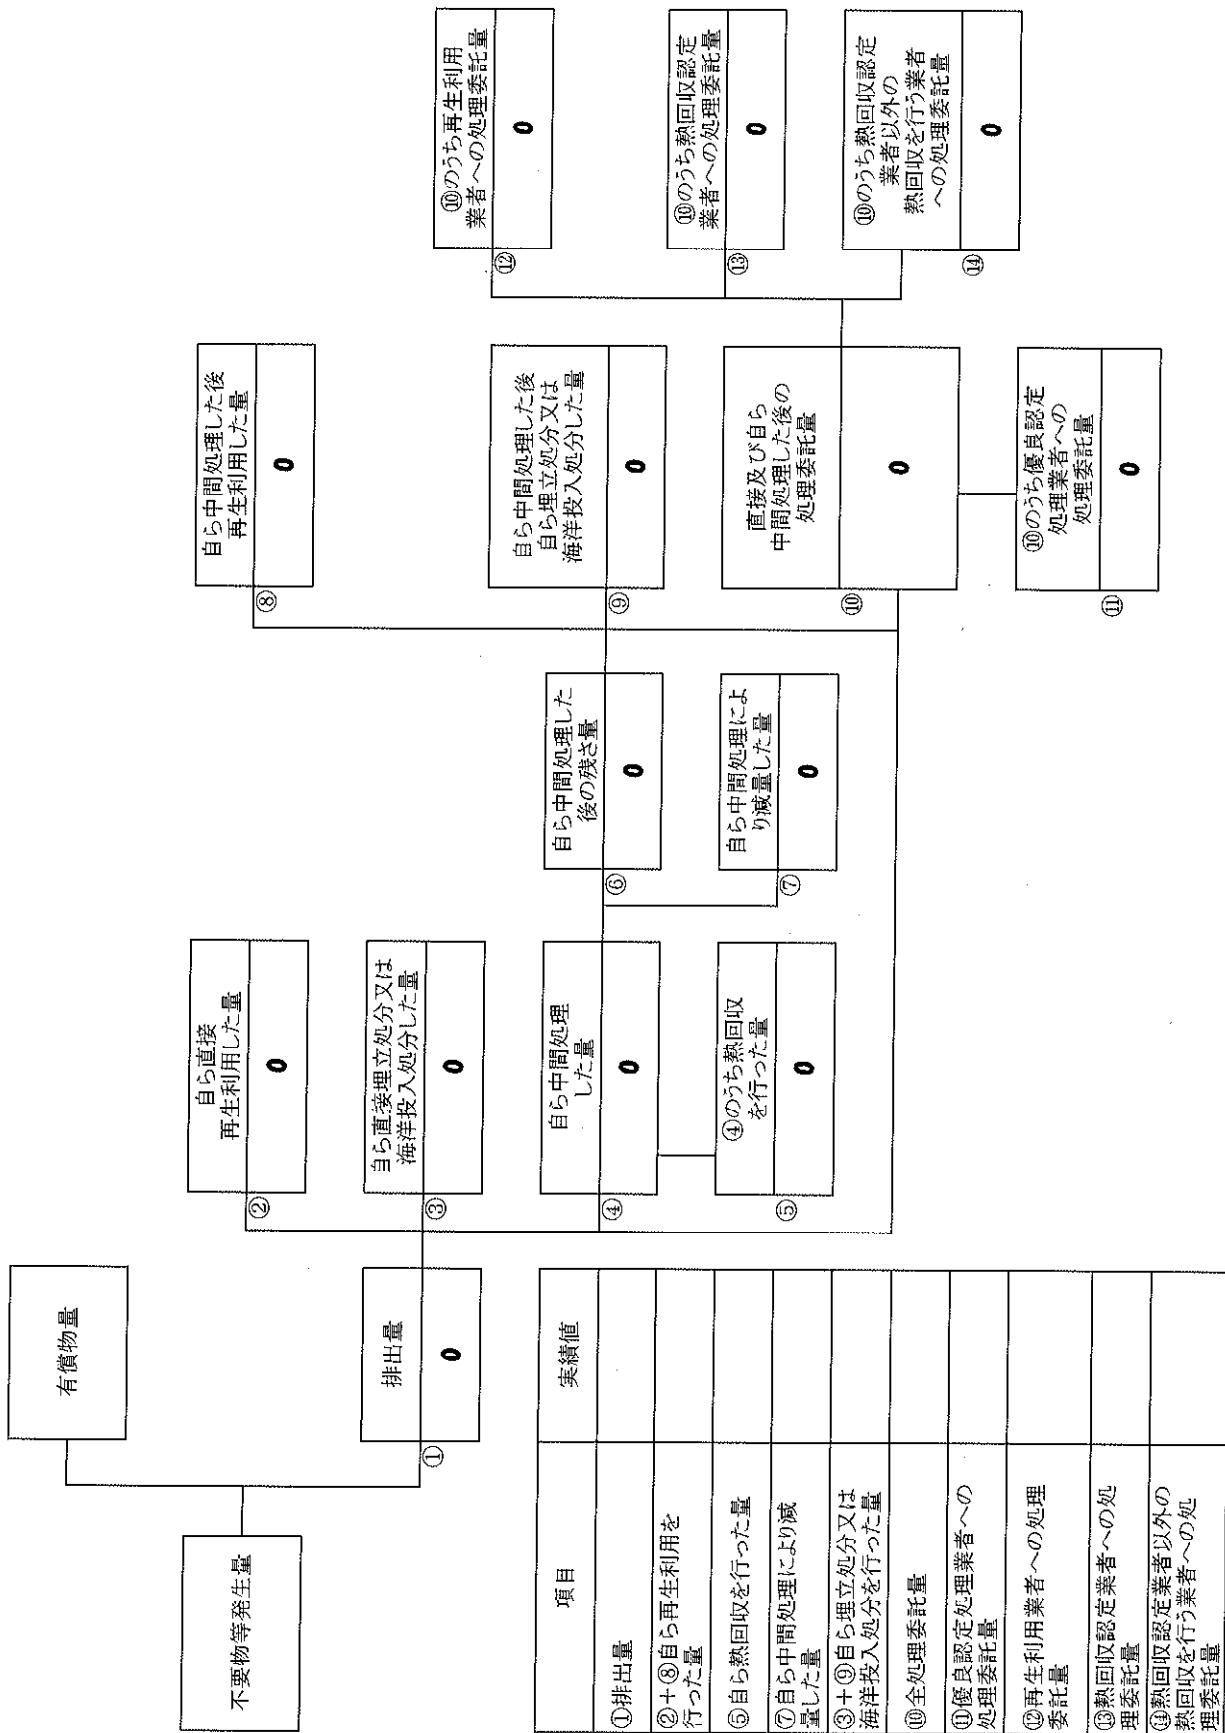 不要物等発生量
有償物量
排出量
①
0
自ら直接
再生利用した量
②
0
自ら直接埋立処分又は
海洋投入処分した量
③
0
自ら中間処理
した量
④
0
④のうち熱回収
を行った量
⑤
0
自ら中間処理した
後の残さ量
⑥
0
自ら中間処理によ
り減量した量
⑦
0
自ら中間処理した後
再生利用した量
⑧
0
自ら中間処理した後
自ら埋立処分又は
海洋投入処分した量
⑨
0
直接及び自ら
中間処理した後の
処理委託量
⑩
0
⑩のうち優良認定
処理業者への
処理委託量
⑪
0
⑩のうち再生利用
業者への処理委託量
⑫
0
⑩のうち熱回収認定
業者への処理委託量
⑬
0
⑩のうち熱回収認定
業者以外の
熱回収を行う業者
への処理委託量
⑭
0
項目 実績値
①排出量
②+⑧自ら再生利用を
行った量
⑤自ら熱回収を行った量
⑦自ら中間処理により減
量した量
③+⑨自ら埋立処分又は
海洋投入処分を行った量
⑩全処理委託量
⑪優良認定処理業者への
処理委託量
⑫再生利用業者への処理
委託量
⑬熱回収認定業者への処
理委託量
⑭熱回収認定業者以外の
熱回収を行う業者への処
理委託量